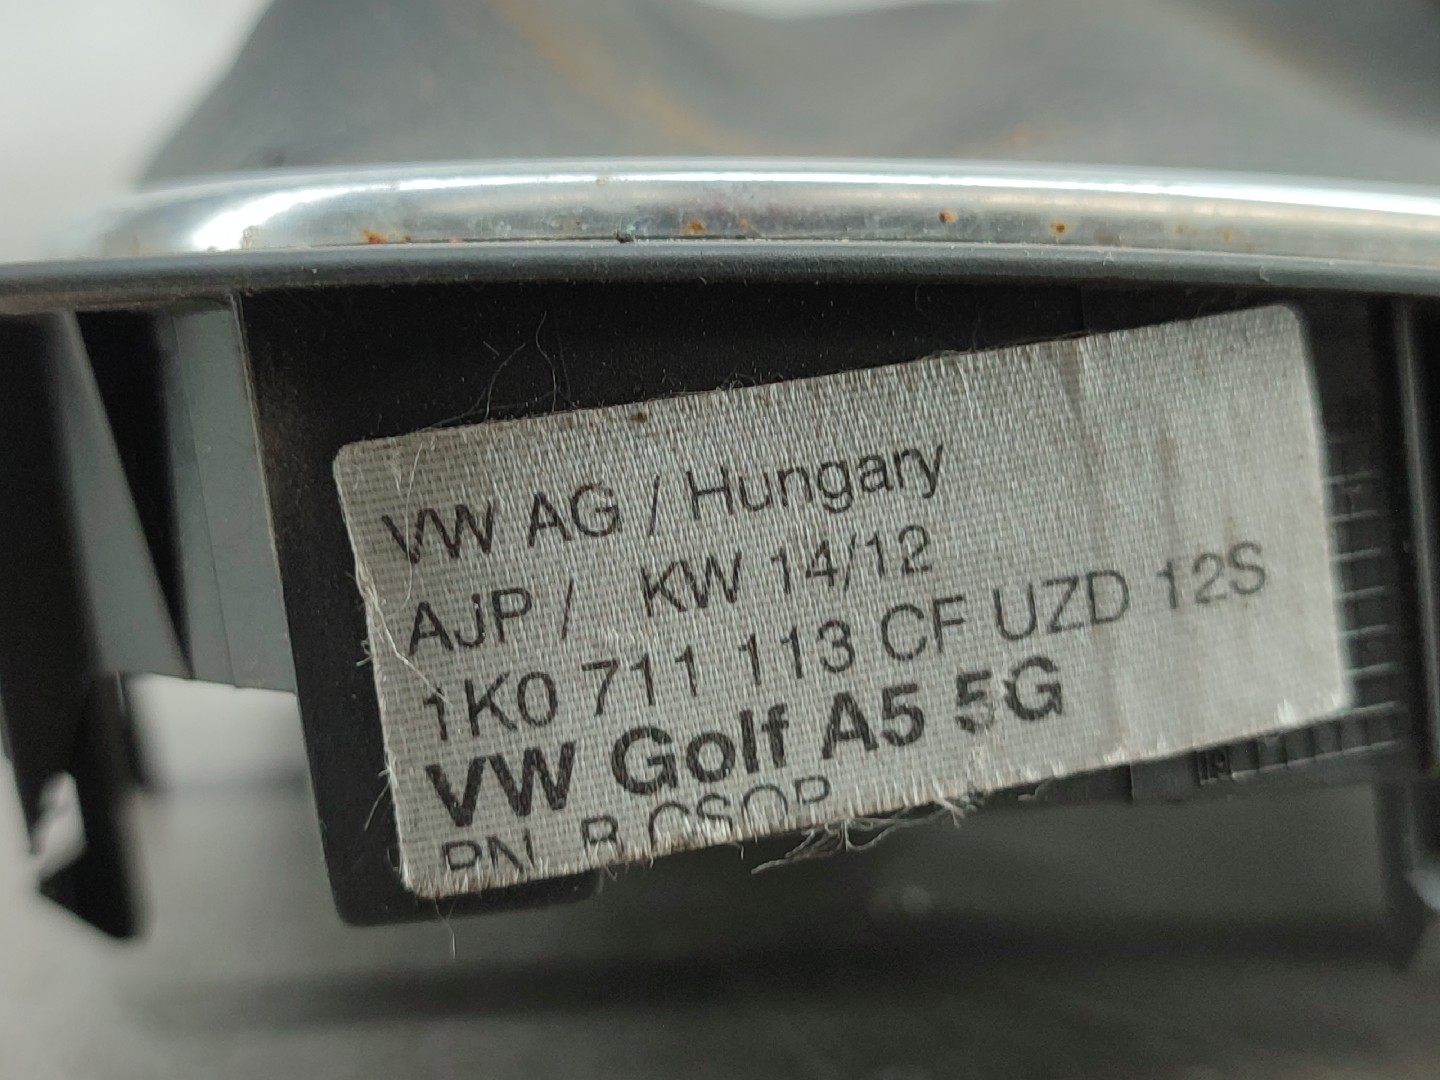 VW AG / Hungary
AJP / KW 14/12
1K0 711 113 CF UZD 12S
VW Golf A5 5G